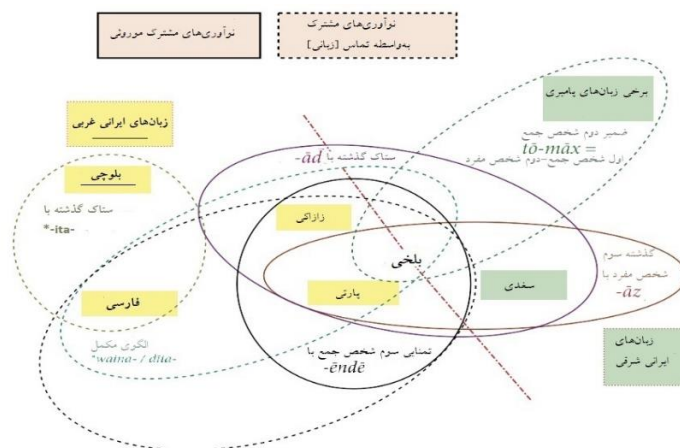 نوآوری‌های مشترک موروثی
نوآوری‌های مشترک
به‌واسطه تماس [زبانی]
برخی زبان‌های پامیری
ضمیر دوم شخص جمع
tō-māx =
اول شخص جمع-دوم شخص مفرد
زبان‌های ایرانی غربی
بلوچی
ستاک گذشته با
*-ita-
ستاک گذشته با -ād
زازاکی
بلخی
پارتی
سغدی
گذشته سوم
شخص مفرد با
-āz
فارسی
الگوی مکمل
*waina- / dīta-
تمنایی سوم شخص جمع با
-ēndē
زبان‌های
ایرانی شرقی